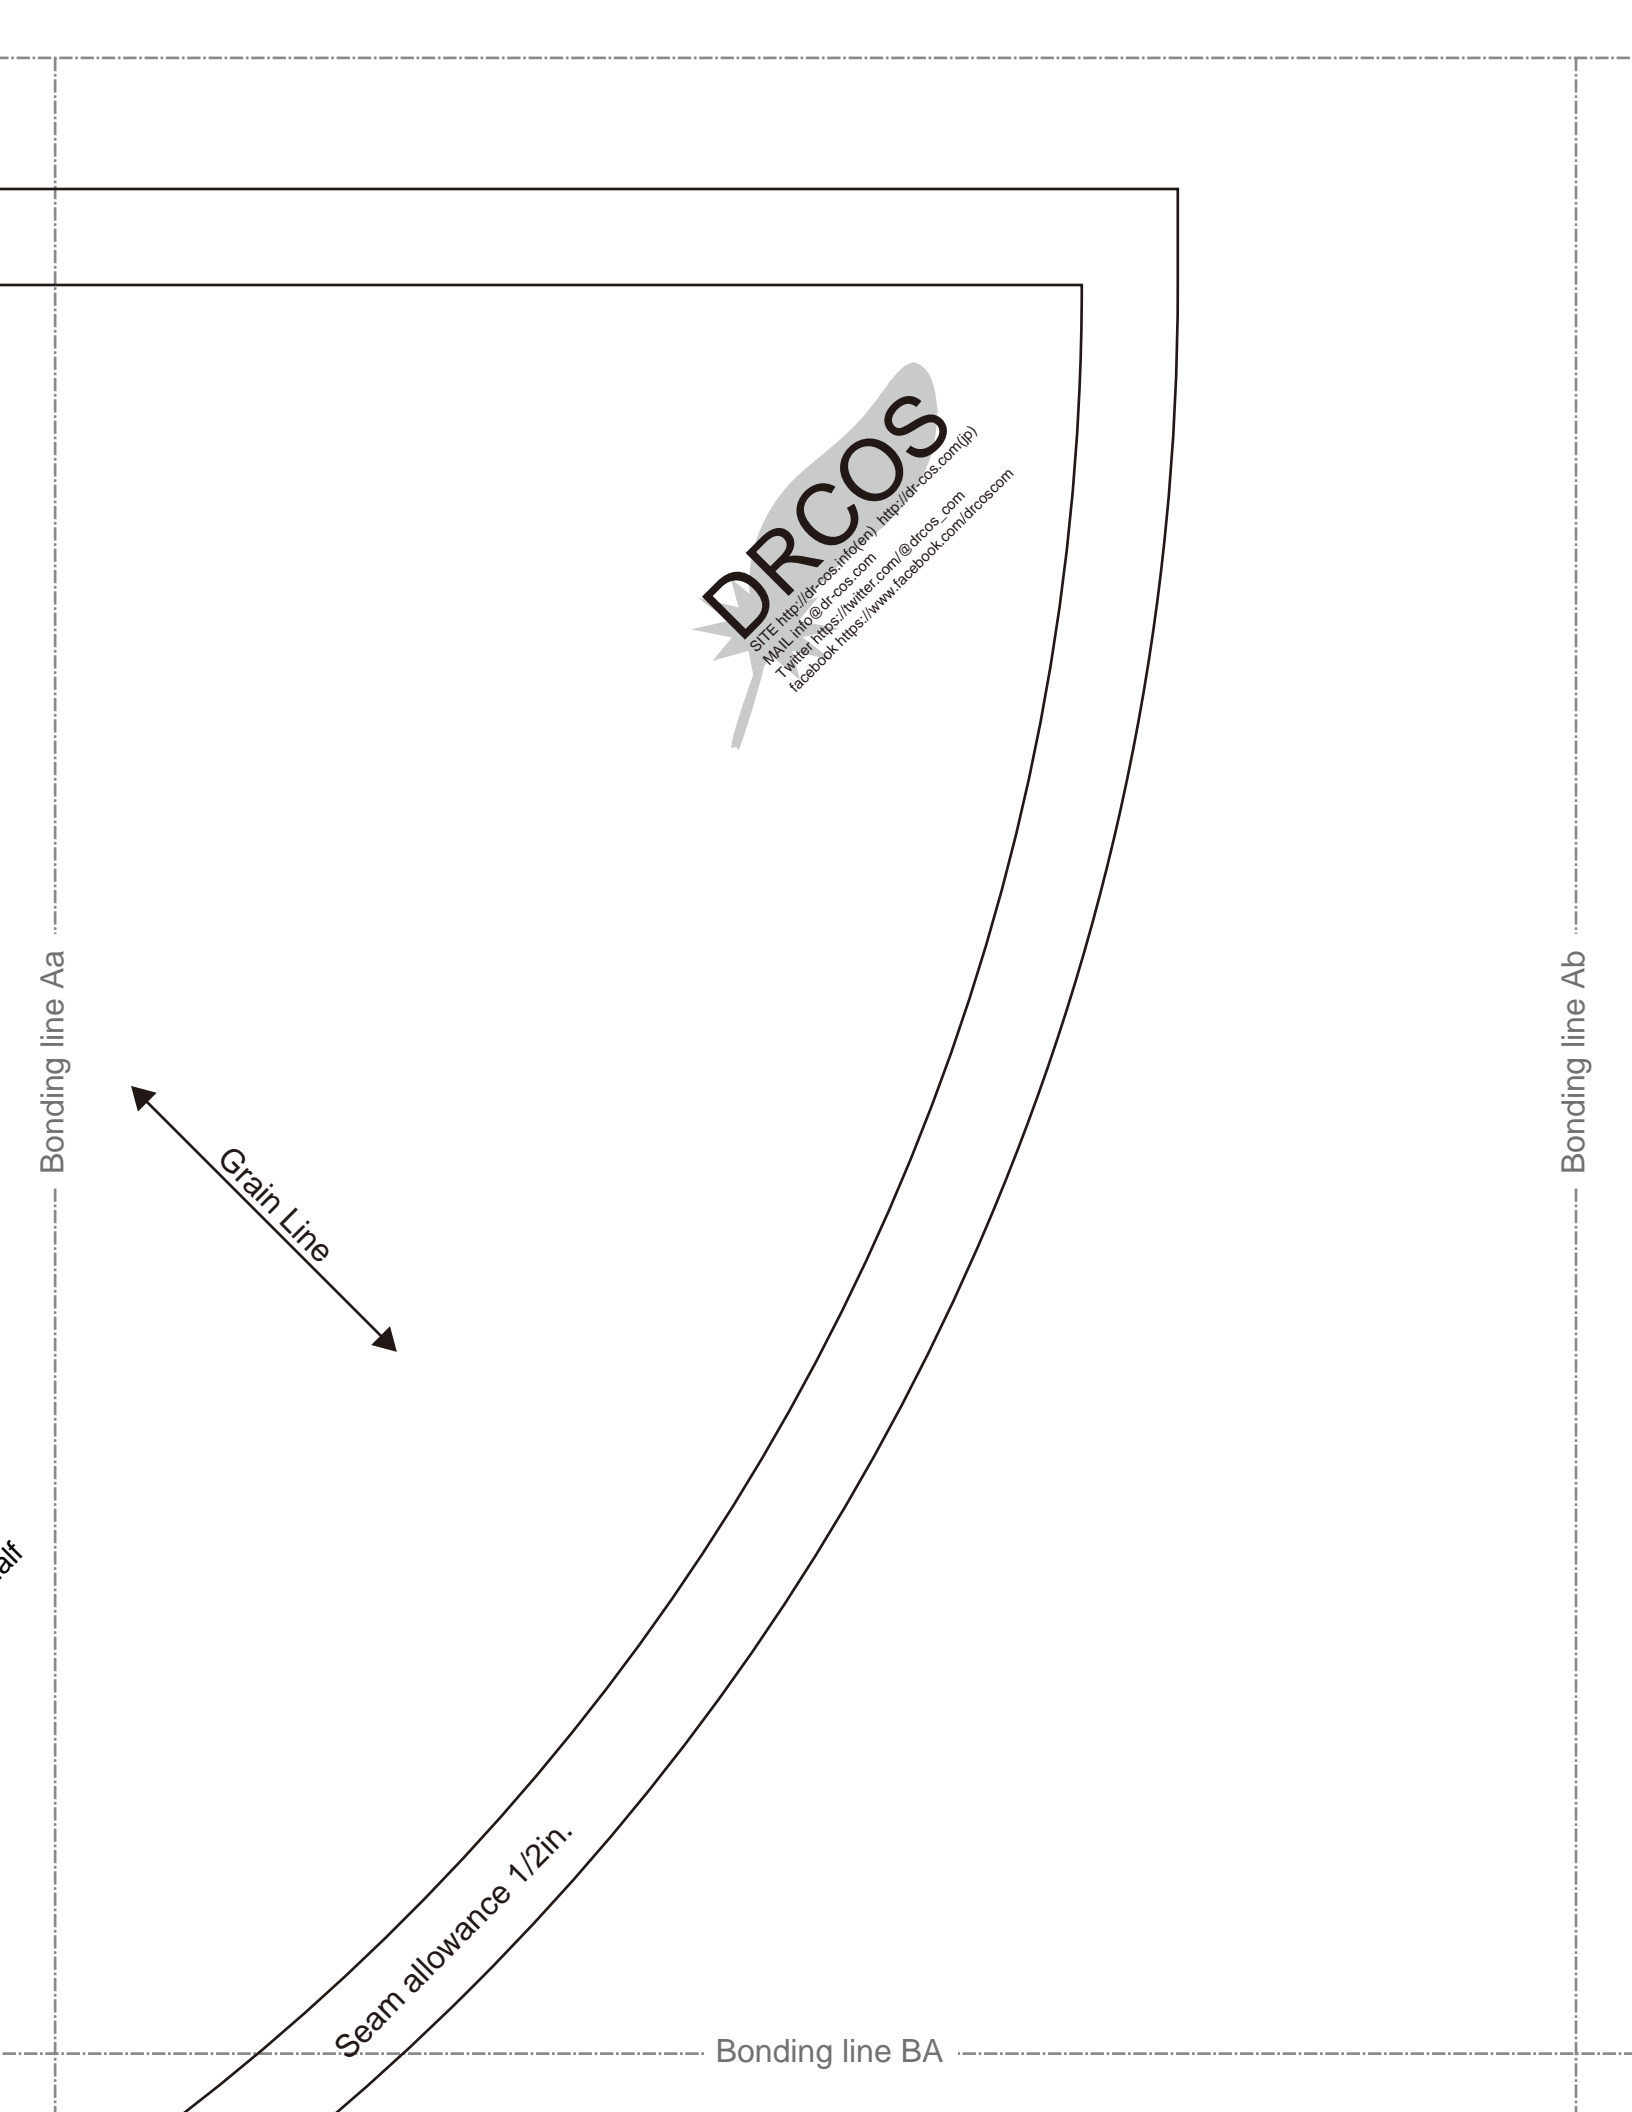 DRCOS
SITE http://dr-cos.info(en) http://dr-cos.com(jp)
MAIL info@dr-cos.com
Twitter https://twitter.com/@drcos_com
facebook https://www.facebook.com/drcoscom
Bonding line Aa
Bonding line Ab
Grain Line
alf
Seam allowance 1/2in.
Bonding line BA